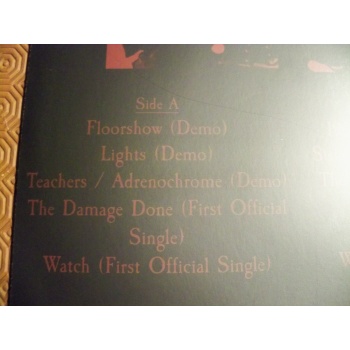 Side A
Floorshow (Demo)
Lights (Demo)
Teachers / Adrenochrome (Demo)
The Damage Done (First Official
Single)
Watch (First Official Single)